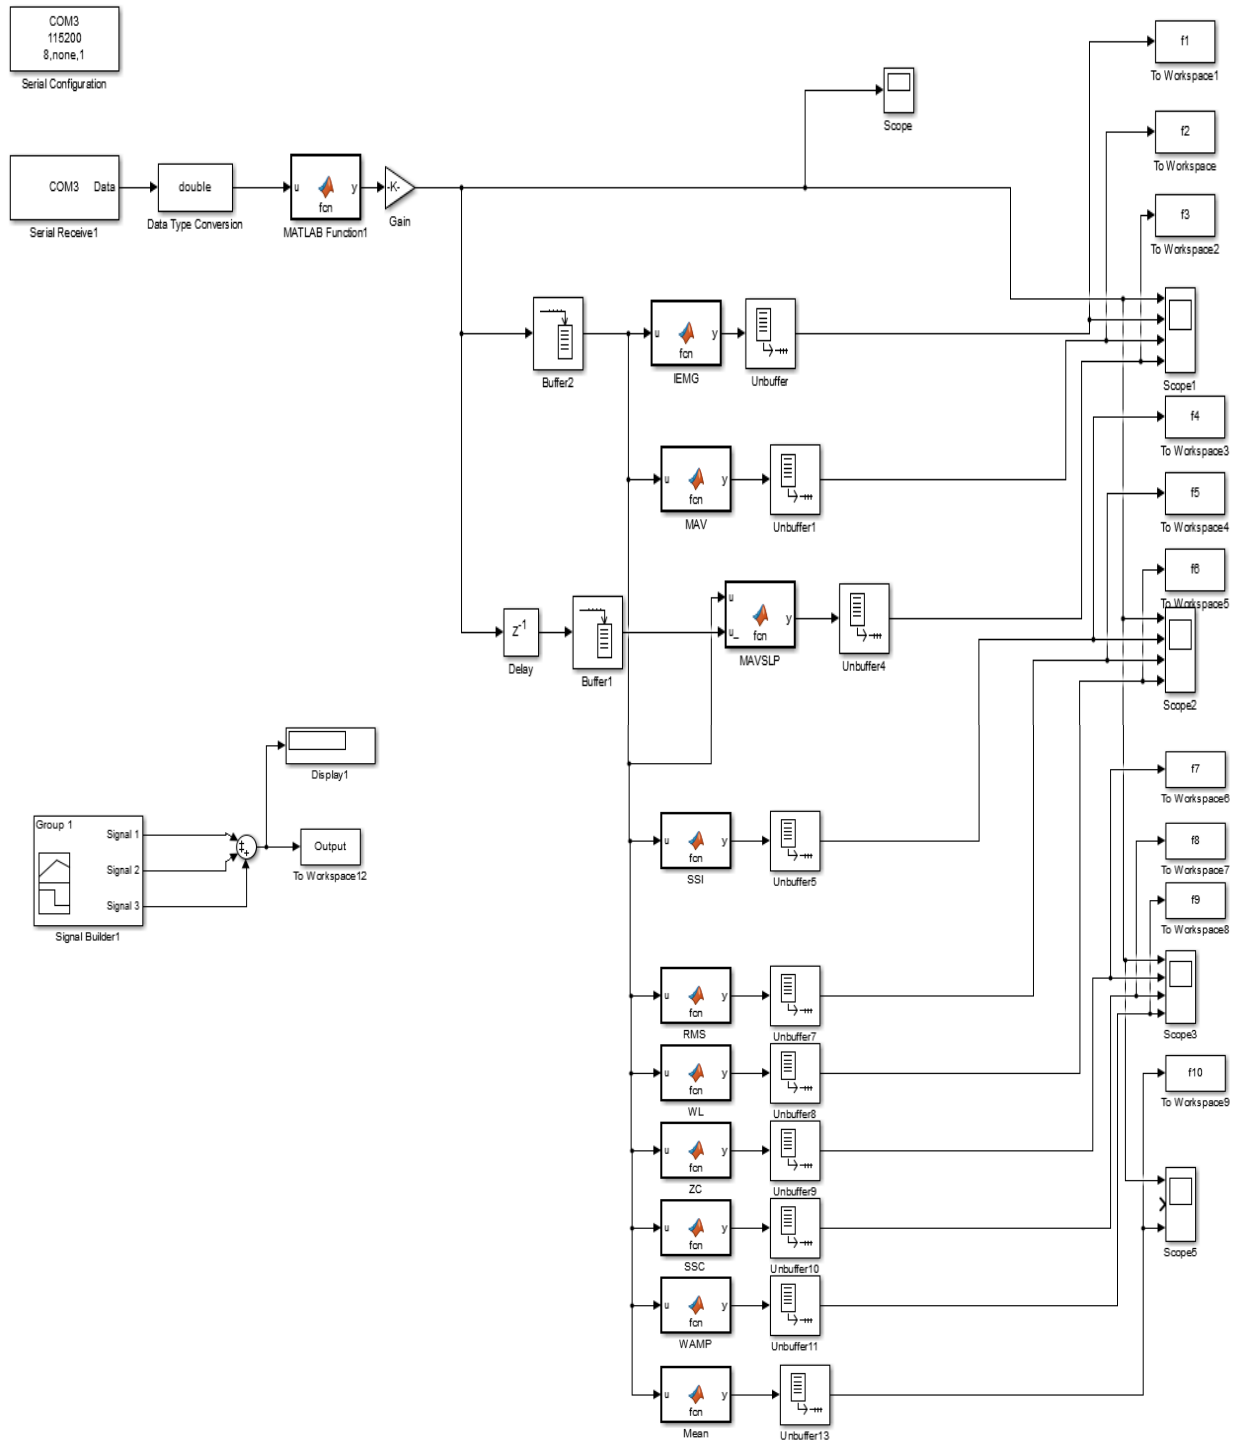 COM3
115200
8,none,1
Serial Configuration
COM3 Data
Serial Receive1
double
Data Type Conversion
u y
fcn
MATLAB Function1
-K-
Gain
Scope
f1
To Workspace1
f2
To Workspace
f3
To Workspace2
Buffer2
u y
fcn
IEMG
Unbuffer
Scope1
f4
To Workspace3
u y
fcn
MAV
Unbuffer1
f5
To Workspace4
f6
To Workspace5
Z-1
Delay
Buffer1
u
u_ y
fcn
MAVSLP
Unbuffer4
Scope2
Display1
f7
To Workspace6
Group 1
Signal 1
Signal 2
Signal 3
Signal Builder1
Output
To Workspace12
u y
fcn
SSI
Unbuffer5
f8
To Workspace7
f9
To Workspace8
u y
fcn
RMS
Unbuffer7
Scope3
u y
fcn
WL
Unbuffer8
f10
To Workspace9
u y
fcn
ZC
Unbuffer9
u y
fcn
SSC
Unbuffer10
Scope5
u y
fcn
WAMP
Unbuffer11
u y
fcn
Mean
Unbuffer13